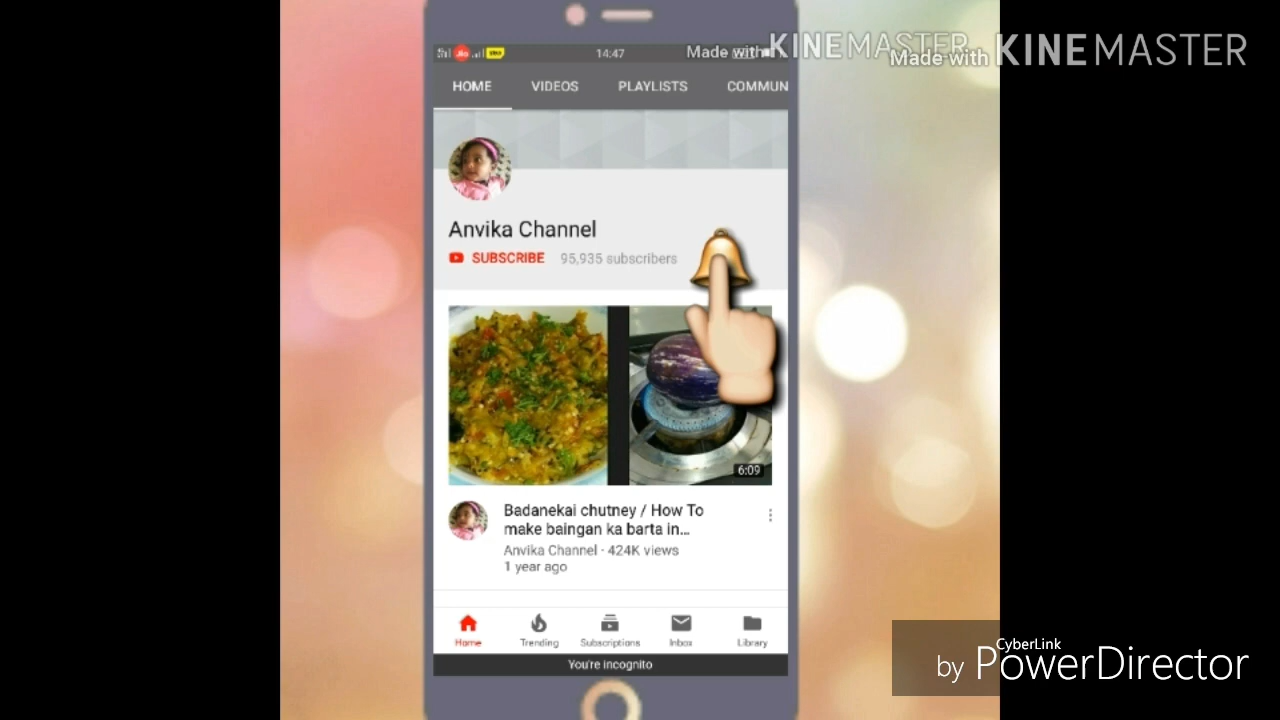 Jio
14:47
Made with KINEMASTER
Made with KINEMASTER
HOME VIDEOS PLAYLISTS COMMUN
Anvika Channel
SUBSCRIBE 95,935 subscribers
6:09
Badanekai chutney / How To
make baingan ka barta in...
Anvika Channel · 424K views
1 year ago
Home Trending Subscriptions Inbox Library
You're incognito
CyberLink
by PowerDirector